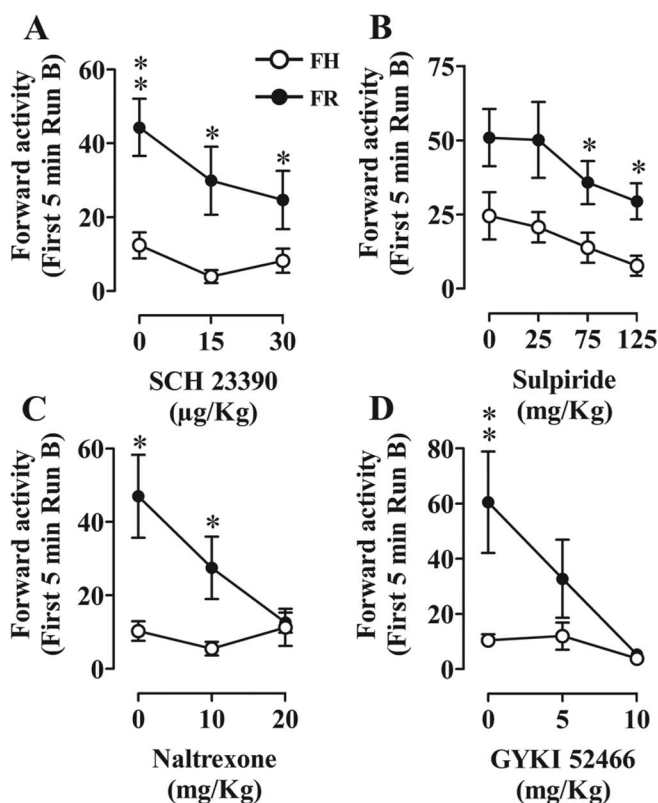 A
B
FH
FR
Forward activity
(First 5 min Run B)
60
40
20
0
* *
*
*
0 15 30
SCH 23390
(µg/Kg)
Forward activity
(First 5 min Run B)
75
50
25
0
*
*
0 25 75 125
Sulpiride
(mg/Kg)
C
D
Forward activity
(First 5 min Run B)
60
40
20
0
*
*
0 10 20
Naltrexone
(mg/Kg)
Forward activity
(First 5 min Run B)
80
60
40
20
0
*
*
0 5 10
GYKI 52466
(mg/Kg)